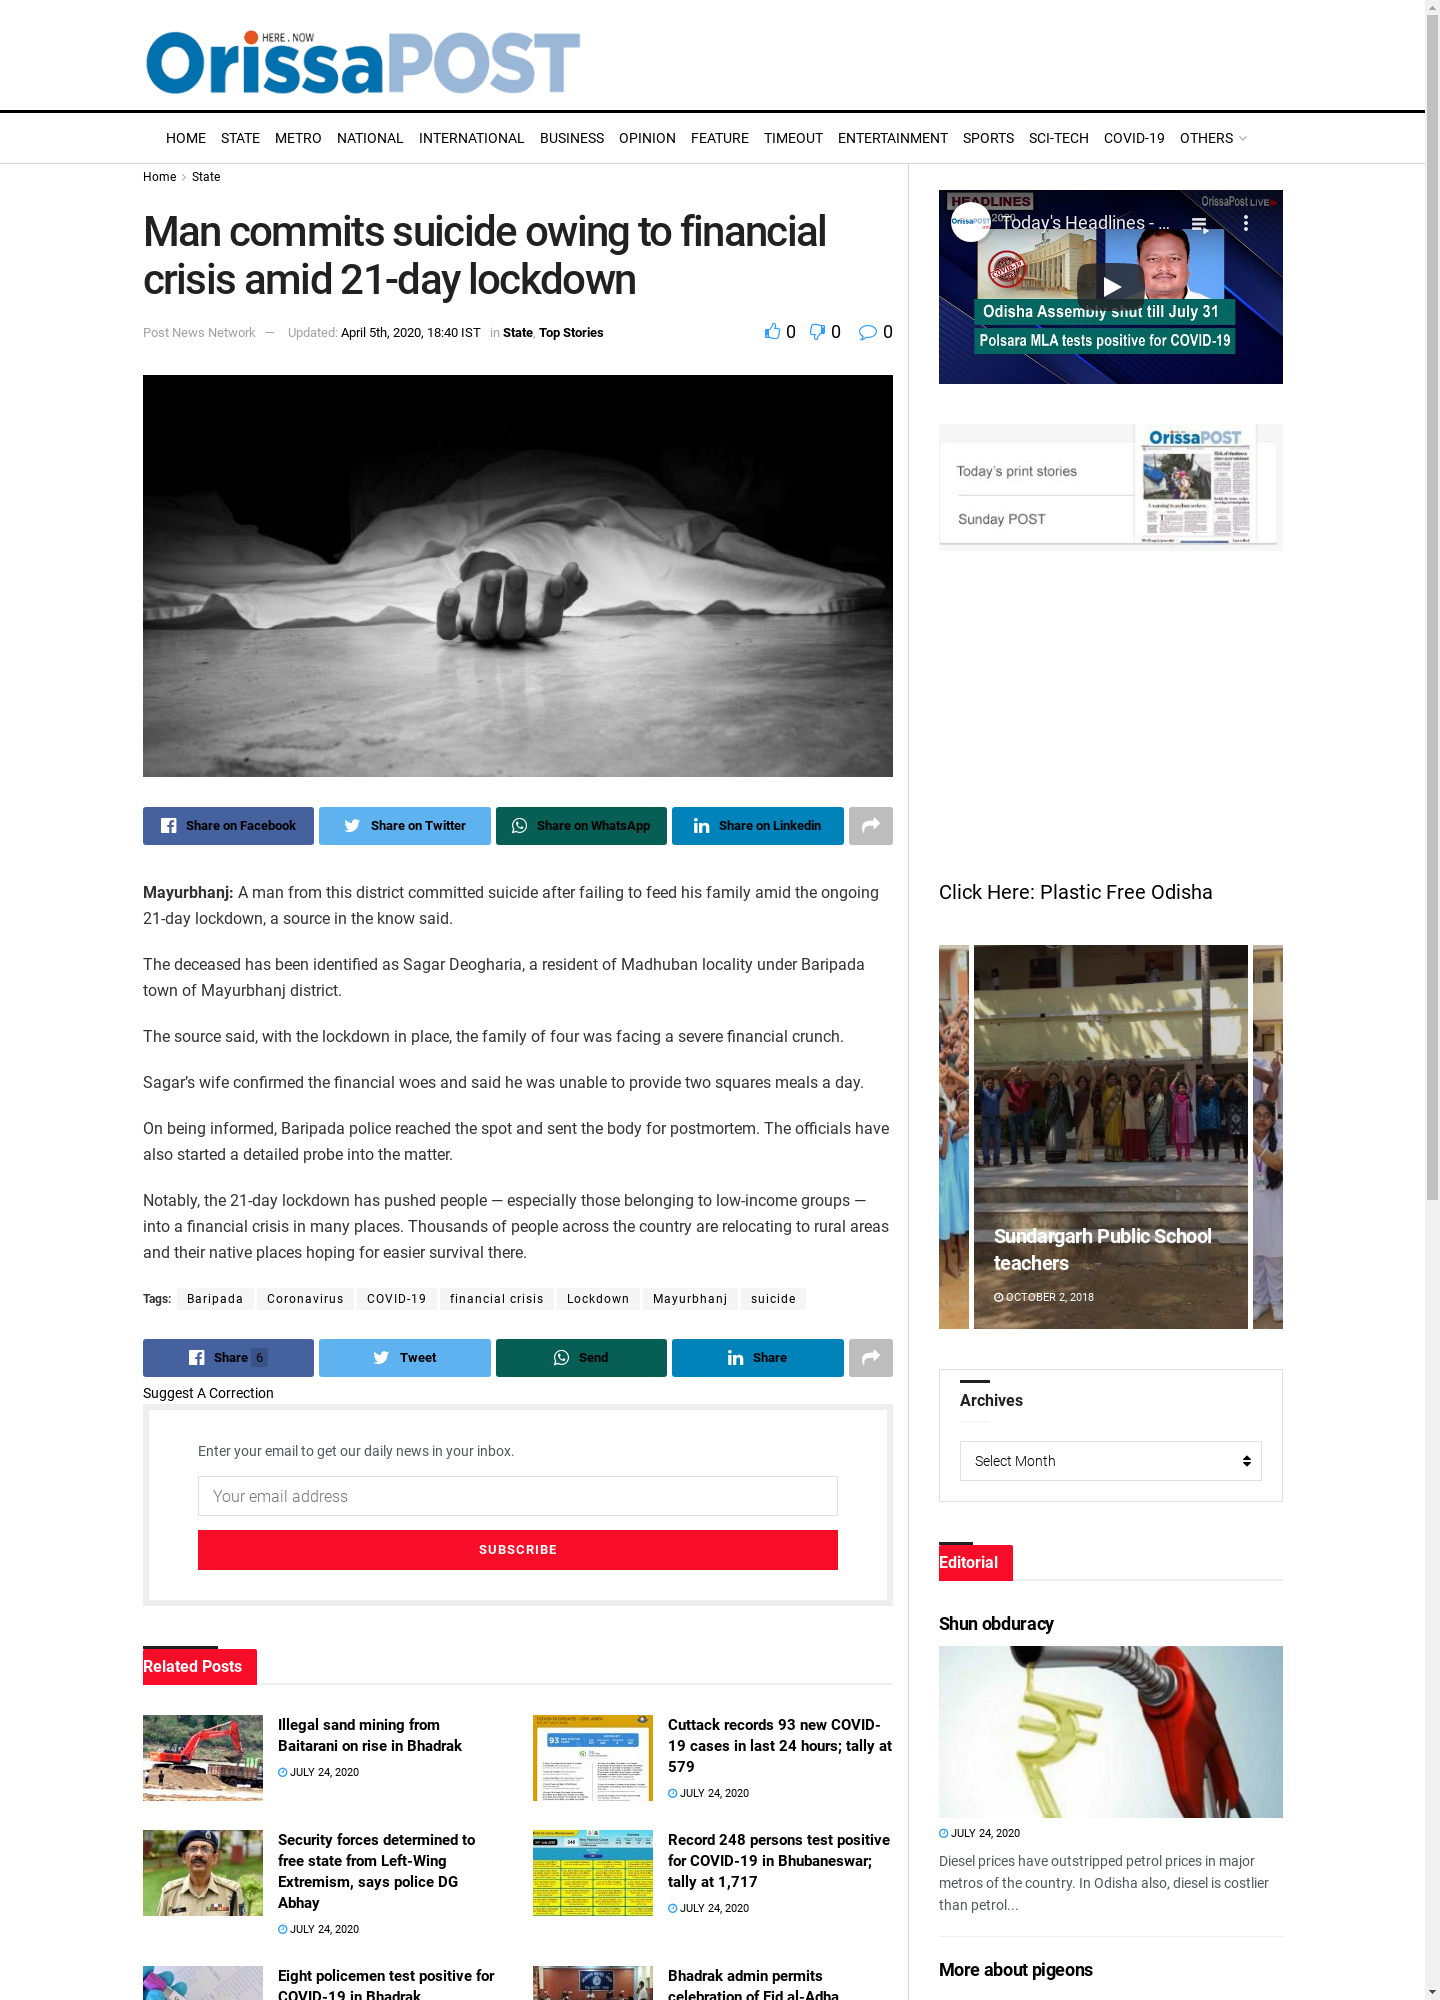 HERE . NOW
OrissaPOST
HOME STATE METRO NATIONAL INTERNATIONAL BUSINESS OPINION FEATURE TIMEOUT ENTERTAINMENT SPORTS SCI-TECH COVID-19 OTHERS
Home > State
Man commits suicide owing to financial
crisis amid 21-day lockdown
Post News Network — Updated: April 5th, 2020, 18:40 IST in State, Top Stories
0 0 0
Share on Facebook
Share on Twitter
Share on WhatsApp
Share on Linkedin
Mayurbhanj: A man from this district committed suicide after failing to feed his family amid the ongoing
21-day lockdown, a source in the know said.
The deceased has been identified as Sagar Deogharia, a resident of Madhuban locality under Baripada
town of Mayurbhanj district.
The source said, with the lockdown in place, the family of four was facing a severe financial crunch.
Sagar’s wife confirmed the financial woes and said he was unable to provide two squares meals a day.
On being informed, Baripada police reached the spot and sent the body for postmortem. The officials have
also started a detailed probe into the matter.
Notably, the 21-day lockdown has pushed people — especially those belonging to low-income groups —
into a financial crisis in many places. Thousands of people across the country are relocating to rural areas
and their native places hoping for easier survival there.
Tags: Baripada Coronavirus COVID-19 financial crisis Lockdown Mayurbhanj suicide
Share 6
Tweet
Send
Share
Suggest A Correction
Enter your email to get our daily news in your inbox.
Your email address
SUBSCRIBE
Related Posts
Illegal sand mining from
Baitarani on rise in Bhadrak
JULY 24, 2020
93
Cuttack records 93 new COVID-
19 cases in last 24 hours; tally at
579
JULY 24, 2020
Security forces determined to
free state from Left-Wing
Extremism, says police DG
Abhay
JULY 24, 2020
248
Record 248 persons test positive
for COVID-19 in Bhubaneswar;
tally at 1,717
JULY 24, 2020
Eight policemen test positive for
COVID-19 in Bhadrak
Bhadrak admin permits
celebration of Eid al-Adha
HEADLINES
OrissaPost LIVE
2020
OrissaPOST
Today's Headlines - ...
COVID-19
Odisha Assembly shut till July 31
Polsara MLA tests positive for COVID-19
OrissaPOST
Today's print stories
Sunday POST
Click Here: Plastic Free Odisha
Sundargarh Public School
teachers
OCTOBER 2, 2018
Archives
Select Month
Editorial
Shun obduracy
JULY 24, 2020
Diesel prices have outstripped petrol prices in major
metros of the country. In Odisha also, diesel is costlier
than petrol...
More about pigeons